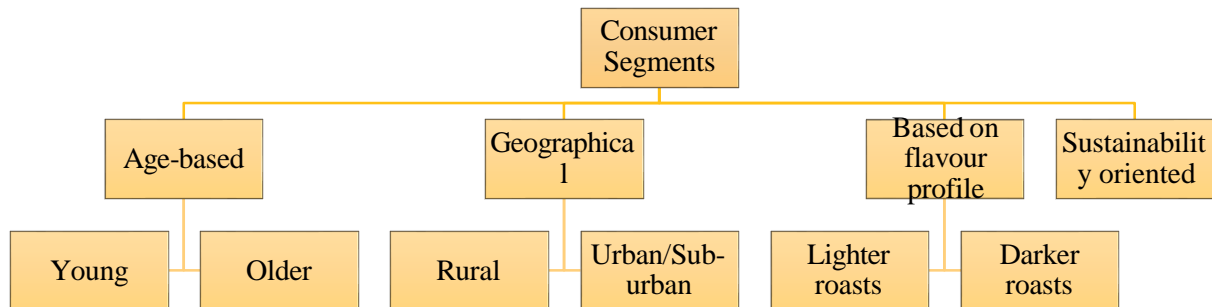 Consumer
Segments
Age-based
Geographica
l
Based on
flavour
profile
Sustainabilit
y oriented
Young
Older
Rural
Urban/Sub-
urban
Lighter
roasts
Darker
roasts